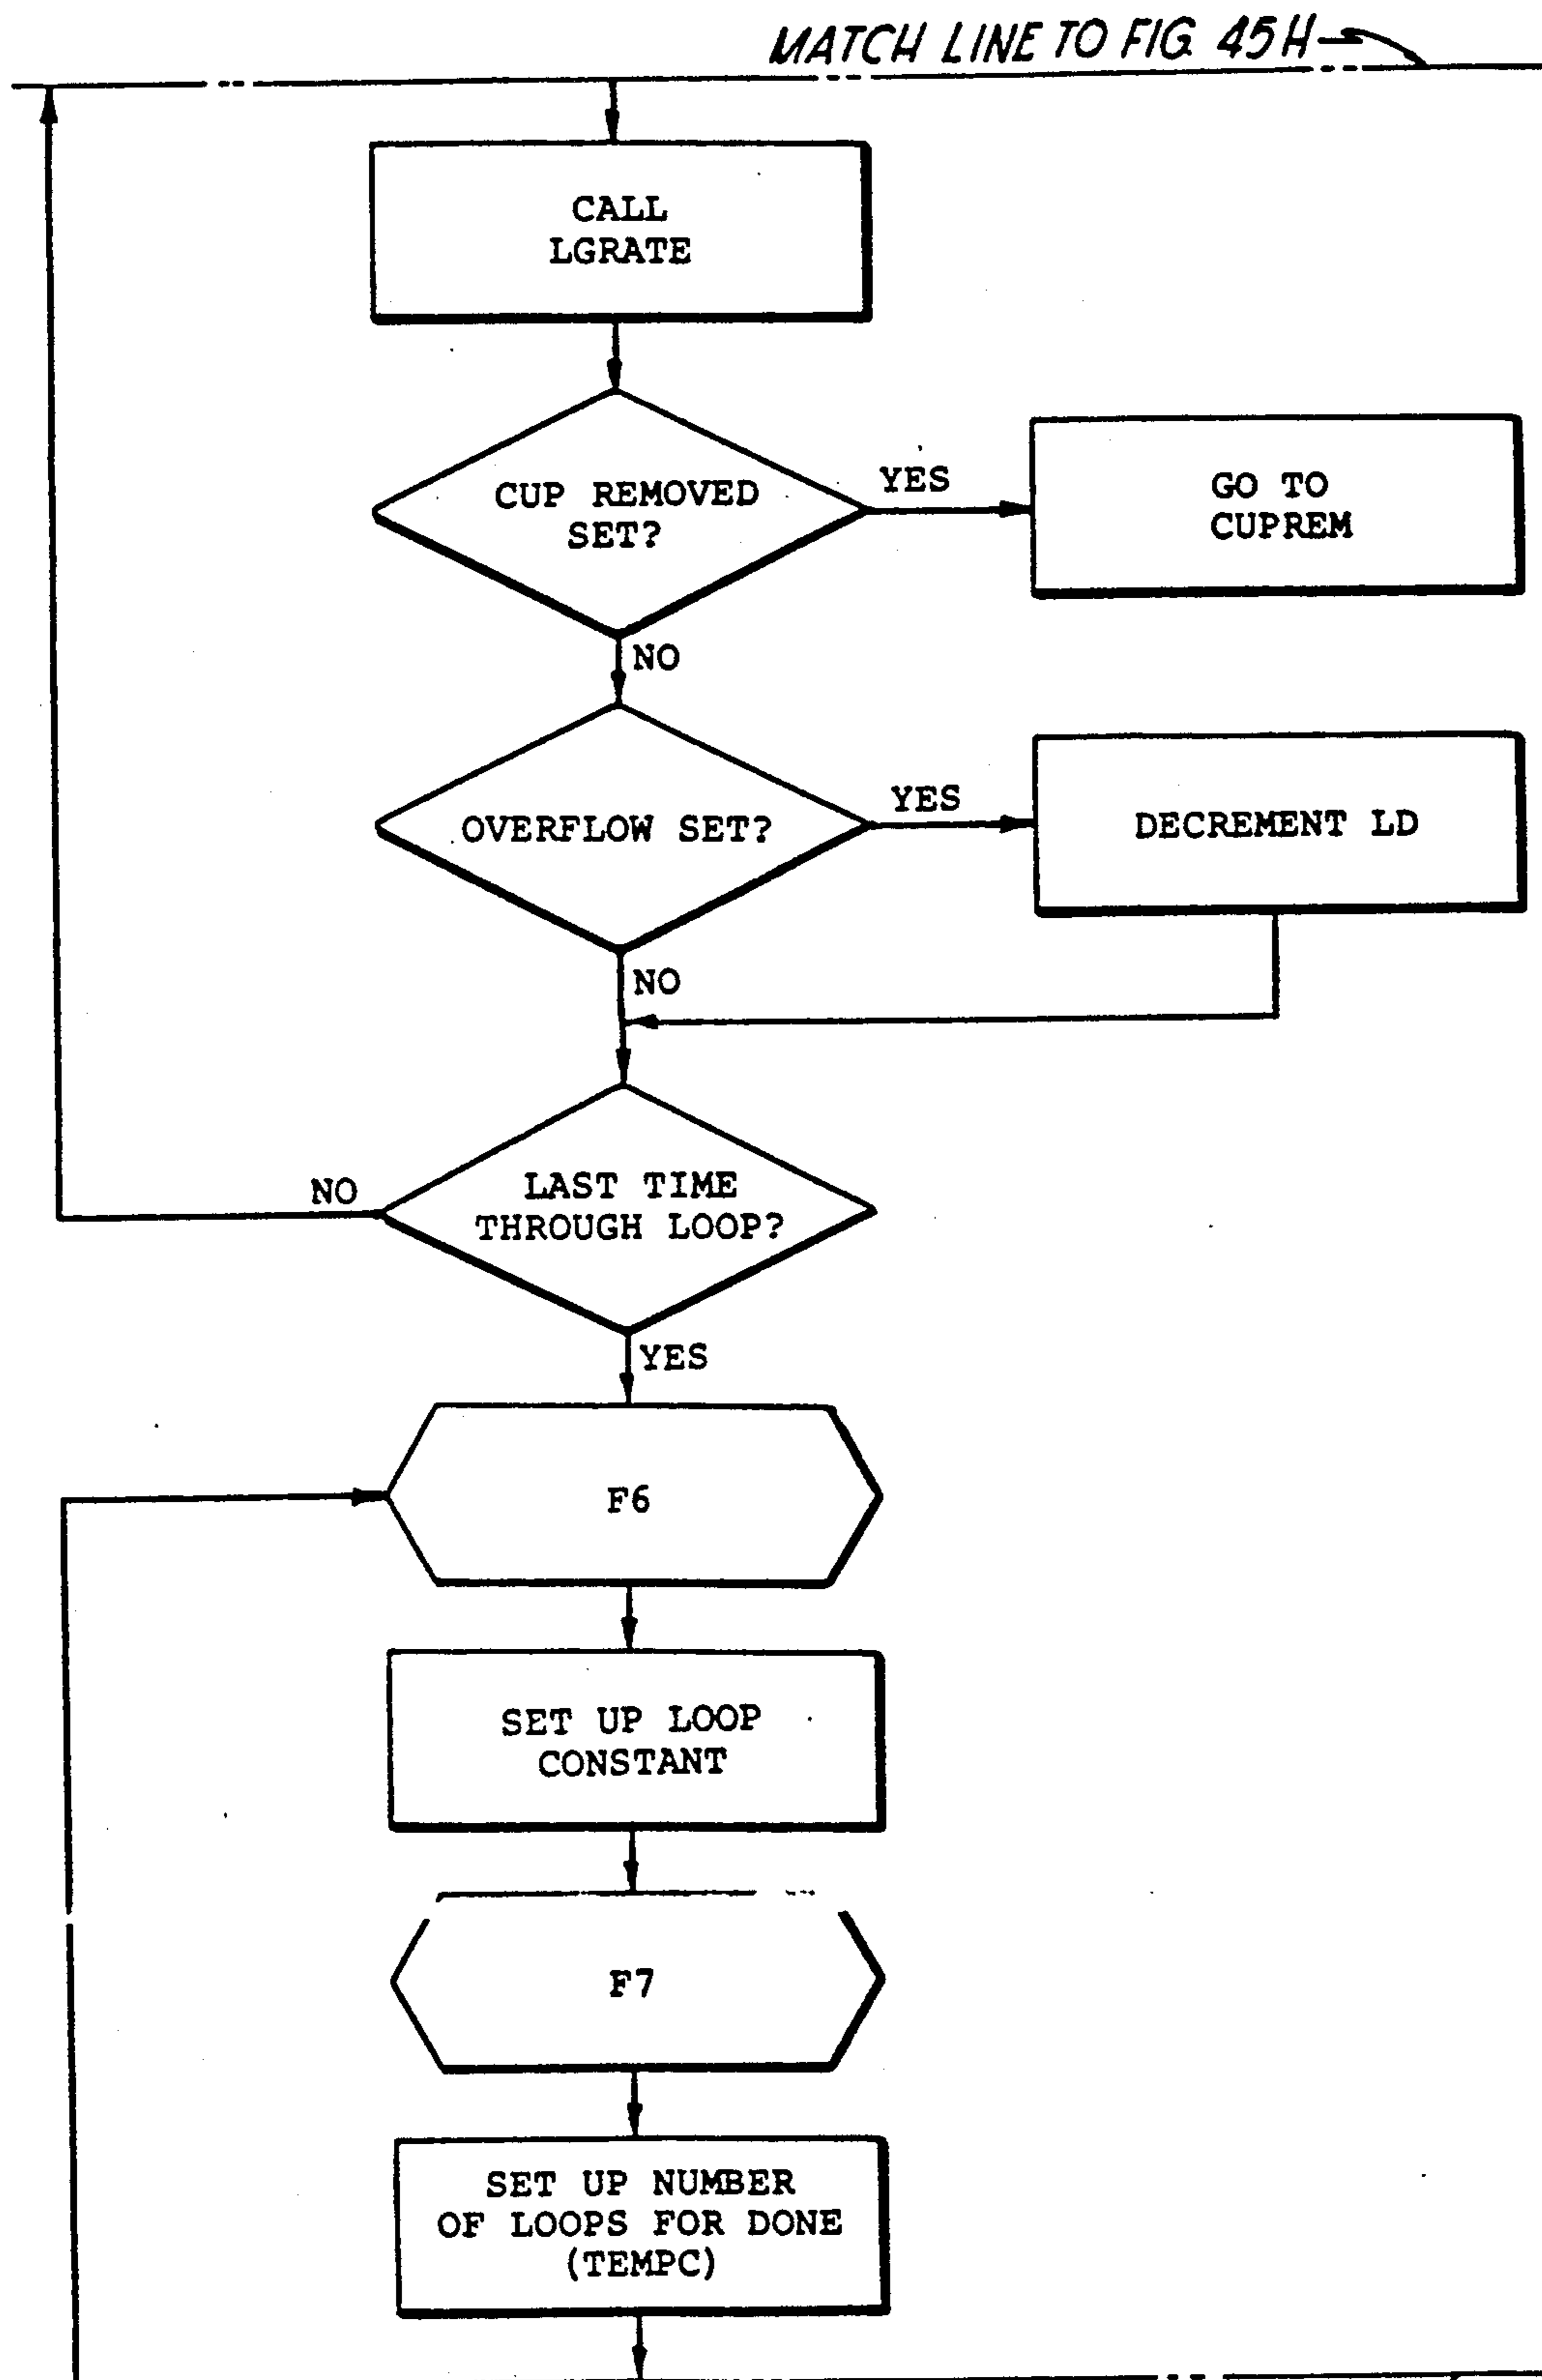 MATCH LINE TO FIG. 45H
CALL
LGRATE
CUP REMOVED
SET?
YES
GO TO
CUPREM
NO
OVERFLOW SET?
YES
DECREMENT LD
NO
LAST TIME
THROUGH LOOP?
NO
YES
F6
SET UP LOOP
CONSTANT
F7
SET UP NUMBER
OF LOOPS FOR DONE
(TEMPC)